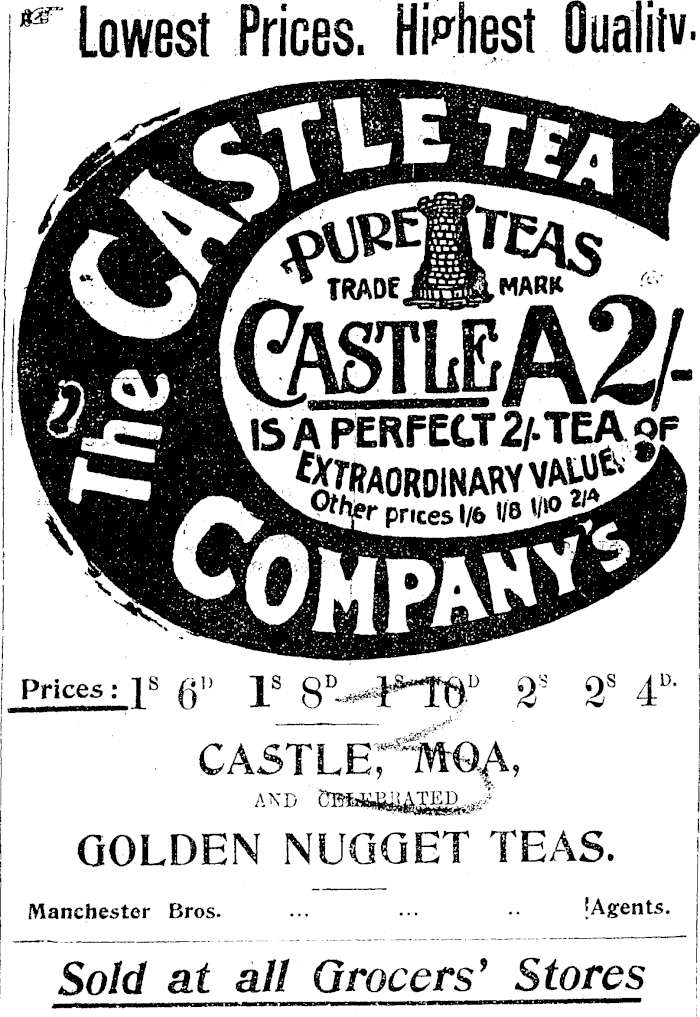 Lowest Prices. Highest Quality.
The CASTLE TEA COMPANY'S
PURE TEAS
TRADE MARK
CASTLE A 2/-
IS A PERFECT 2/- TEA OF
EXTRAORDINARY VALUE.
Other prices 1/6 1/8 1/10 2/4
Prices: 1S 6D 1S 8D 1S 10D 2S 2S 4D.
CASTLE, MOA,
AND CELEBRATED
GOLDEN NUGGET TEAS.
Manchester Bros. ... ... .. Agents.
Sold at all Grocers' Stores